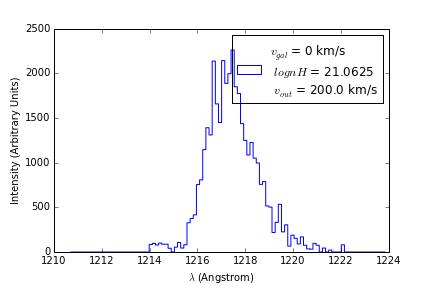 v_gal = 0 km/s
lognH = 21.0625
v_out = 200.0 km/s
2500
2000
1500
1000
500
0
Intensity (Arbitrary Units)
1210 1212 1214 1216 1218 1220 1222 1224
λ (Angstrom)